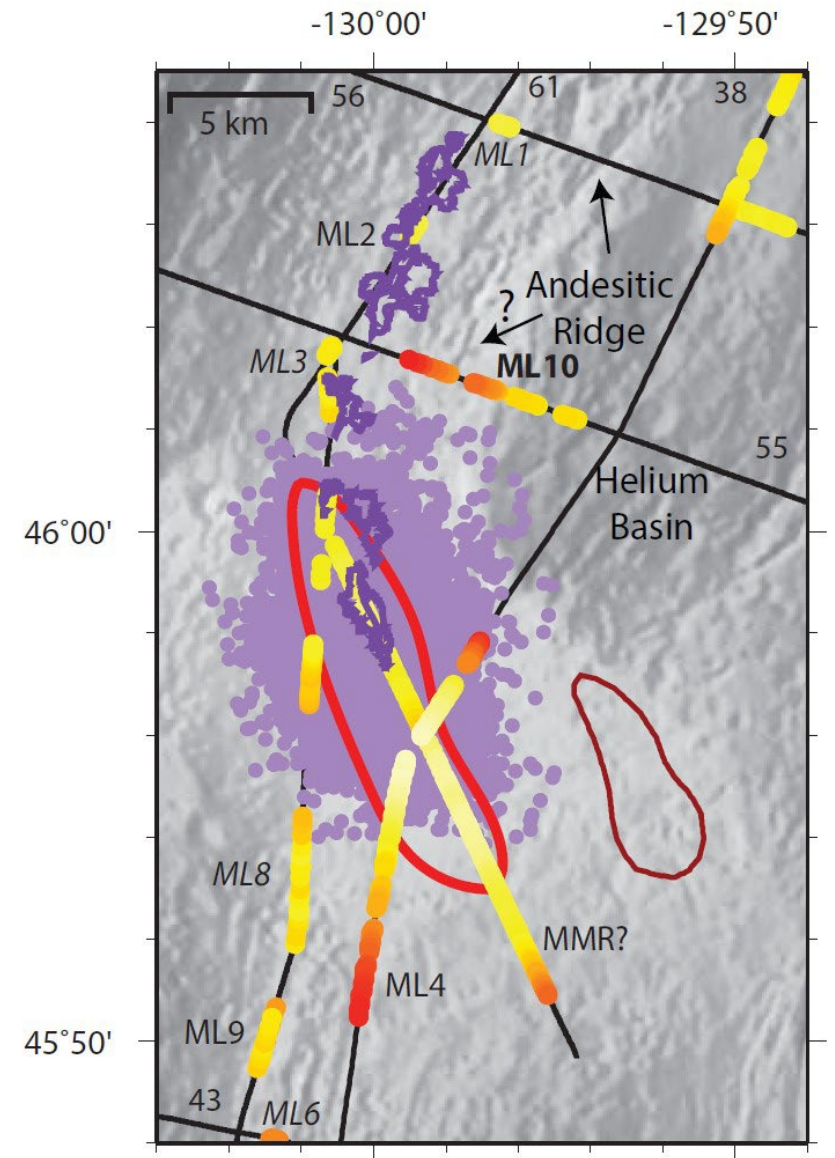 -130°00'
-129°50'
56
61
38
5 km
ML1
ML2
?
Andesitic
Ridge
ML3
ML10
55
Helium
Basin
46°00'
ML8
MMR?
ML4
ML9
45°50'
43
ML6